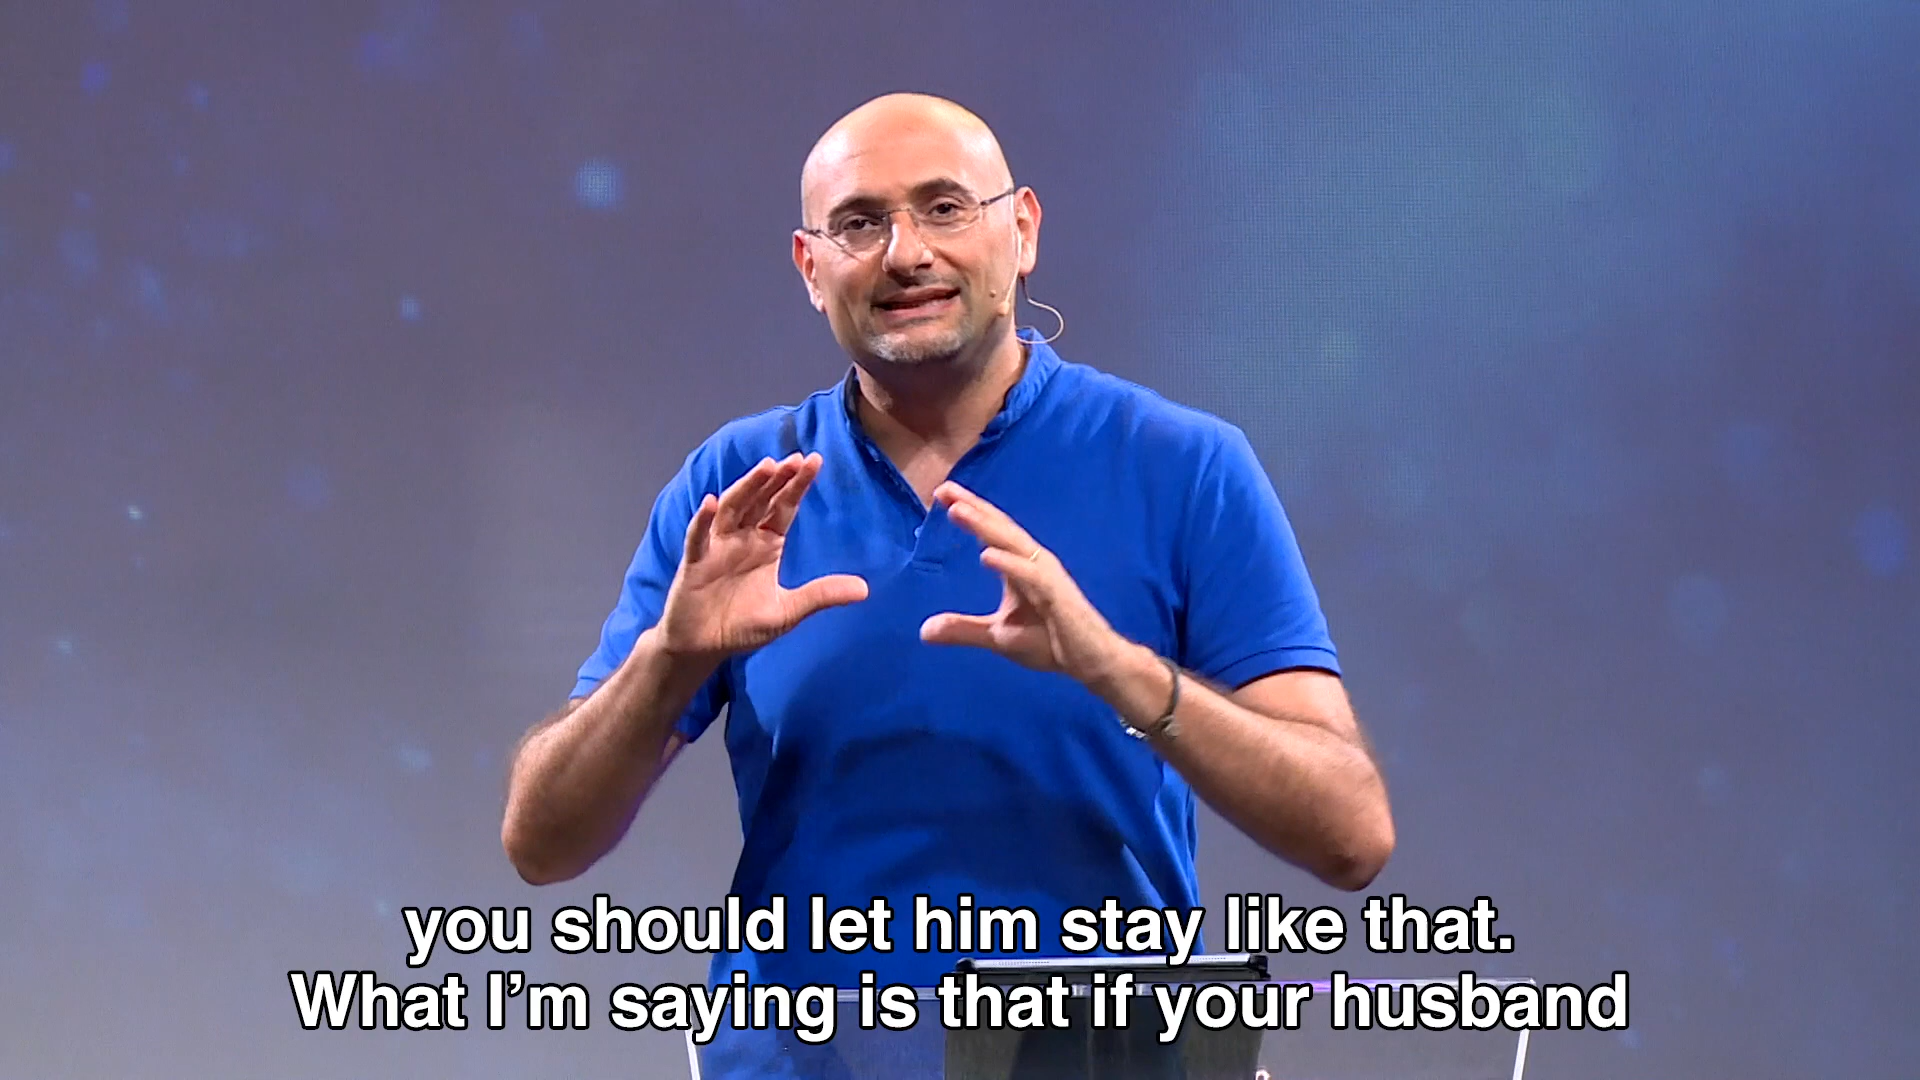 you should let him stay like that.
What I’m saying is that if your husband